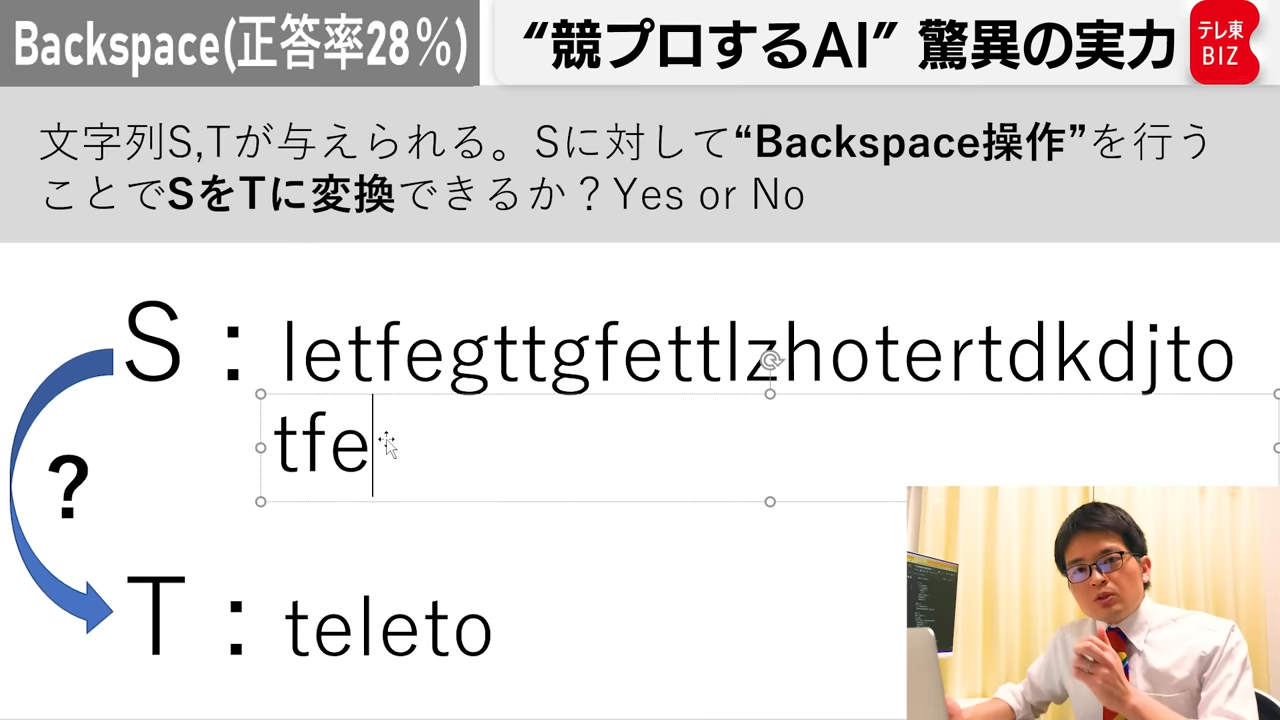 Backspace(正答率28%)
“競プロするAI” 驚異の実力
テレ東
BIZ
文字列S,Tが与えられる。Sに対して“Backspace操作”を行う
ことでSをTに変換できるか？Yes or No
S：letfegttgfettlzhotertdkdjto
tfe
?
T：teleto